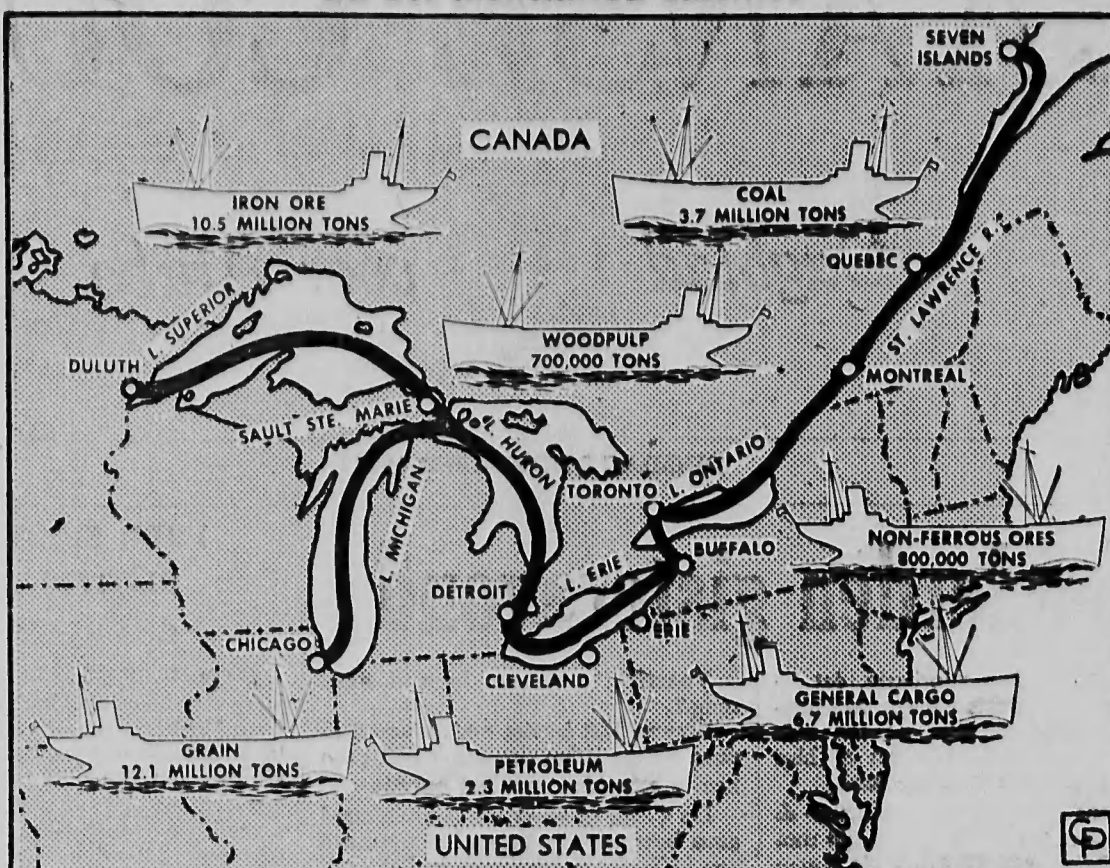 SEVEN
ISLANDS
CANADA
IRON ORE
10.5 MILLION TONS
COAL
3.7 MILLION TONS
QUEBEC
ST. LAWRENCE R.
L. SUPERIOR
WOODPULP
700,000 TONS
DULUTH
MONTREAL
SAULT STE. MARIE
L. HURON
L. MICHIGAN
TORONTO
L. ONTARIO
NON-FERROUS ORES
800,000 TONS
BUFFALO
L. ERIE
DETROIT
ERIE
CHICAGO
CLEVELAND
GENERAL CARGO
6.7 MILLION TONS
GRAIN
12.1 MILLION TONS
PETROLEUM
2.3 MILLION TONS
UNITED STATES
CP